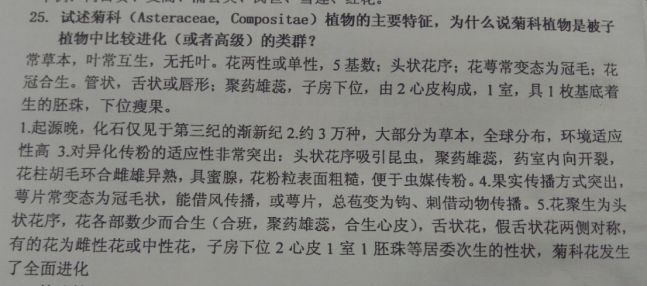 25. 试述菊科（Asteraceae, Compositae）植物的主要特征，为什么说菊科植物是被子
植物中比较进化（或者高级）的类群？
常草本，叶常互生，无托叶。花两性或单性，5基数；头状花序；花萼常变态为冠毛；花
冠合生。管状，舌状或唇形；聚药雄蕊，子房下位，由2心皮构成，1室，具1枚基底着
生的胚珠，下位瘦果。
1.起源晚，化石仅见于第三纪的渐新纪 2.约3万种，大部分为草本，全球分布，环境适应
性高 3.对异化传粉的适应性非常突出：头状花序吸引昆虫，聚药雄蕊，药室内向开裂，
花柱胡毛环合雌雄异熟，具蜜腺，花粉粒表面粗糙，便于虫媒传粉。4.果实传播方式突出，
萼片常变态为冠毛状，能借风传播，或萼片，总苞变为钩、刺借动物传播。5.花聚生为头
状花序，花各部数少而合生（合班，聚药雄蕊，合生心皮），舌状花，假舌状花两侧对称，
有的花为雌性花或中性花，子房下位2心皮1室1胚珠等居委次生的性状，菊科花发生
了全面进化